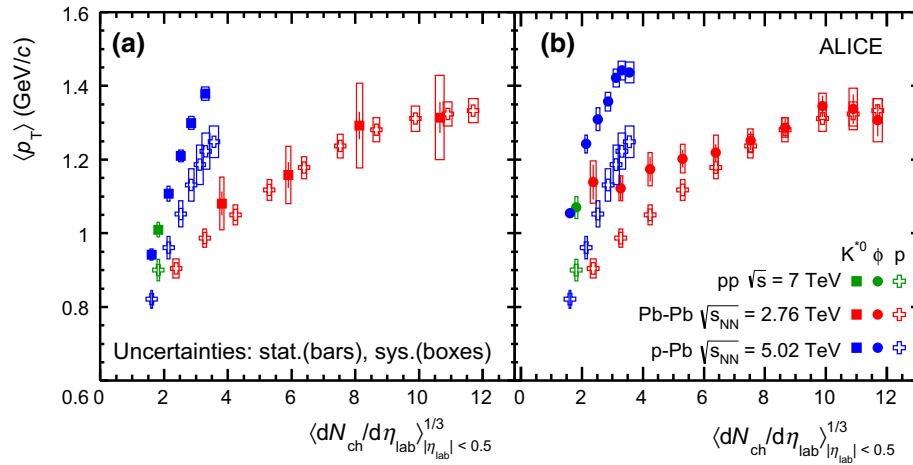 (a)
(b)
ALICE
⟨p_T⟩ (GeV/c)
1.6
1.4
1.2
1
0.8
0.6
K*0 ϕ p
pp √s = 7 TeV
Pb-Pb √s_NN = 2.76 TeV
p-Pb √s_NN = 5.02 TeV
Uncertainties: stat.(bars), sys.(boxes)
0 2 4 6 8 10 12
0 2 4 6 8 10 12
⟨dN_ch/dη_lab⟩^1/3_|η_lab| < 0.5
⟨dN_ch/dη_lab⟩^1/3_|η_lab| < 0.5